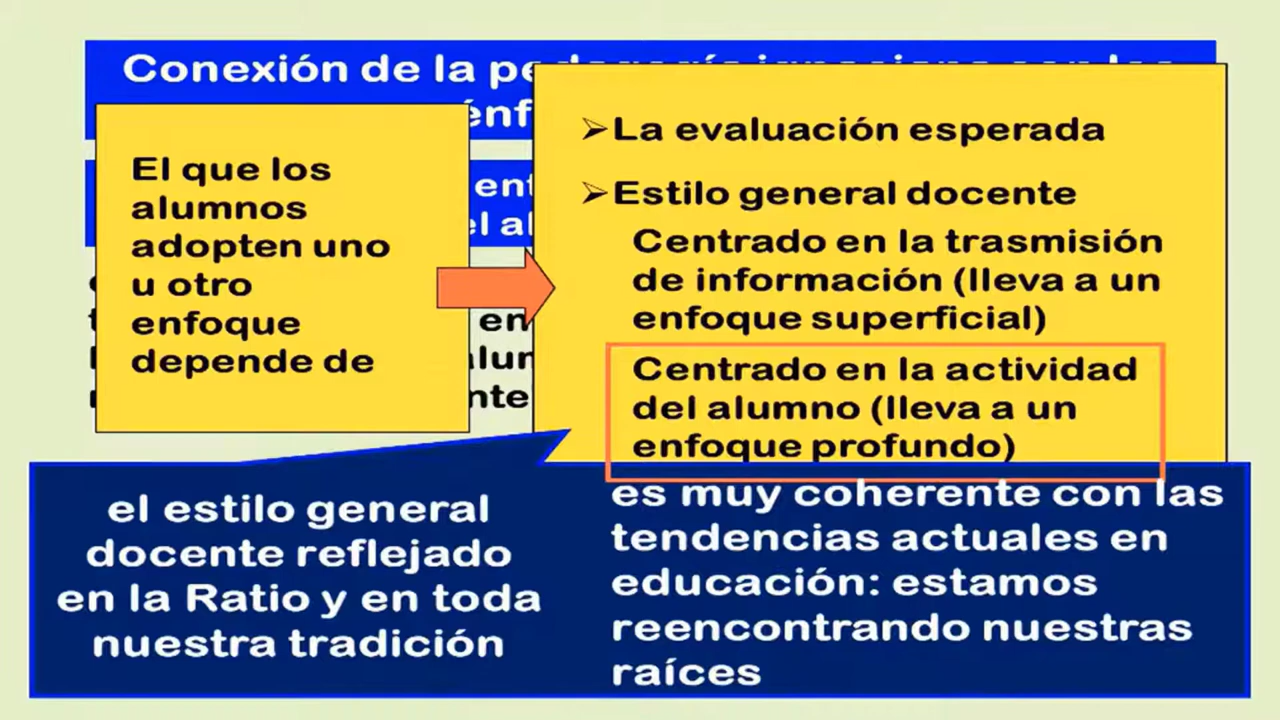 Conexión de la
El que los
alumnos
adopten uno
u otro
enfoque
depende de
➢La evaluación esperada
➢Estilo general docente
Centrado en la trasmisión
de información (lleva a un
enfoque superficial)
Centrado en la actividad
del alumno (lleva a un
enfoque profundo)
el estilo general
docente reflejado
en la Ratio y en toda
nuestra tradición
es muy coherente con las
tendencias actuales en
educación: estamos
reencontrando nuestras
raíces